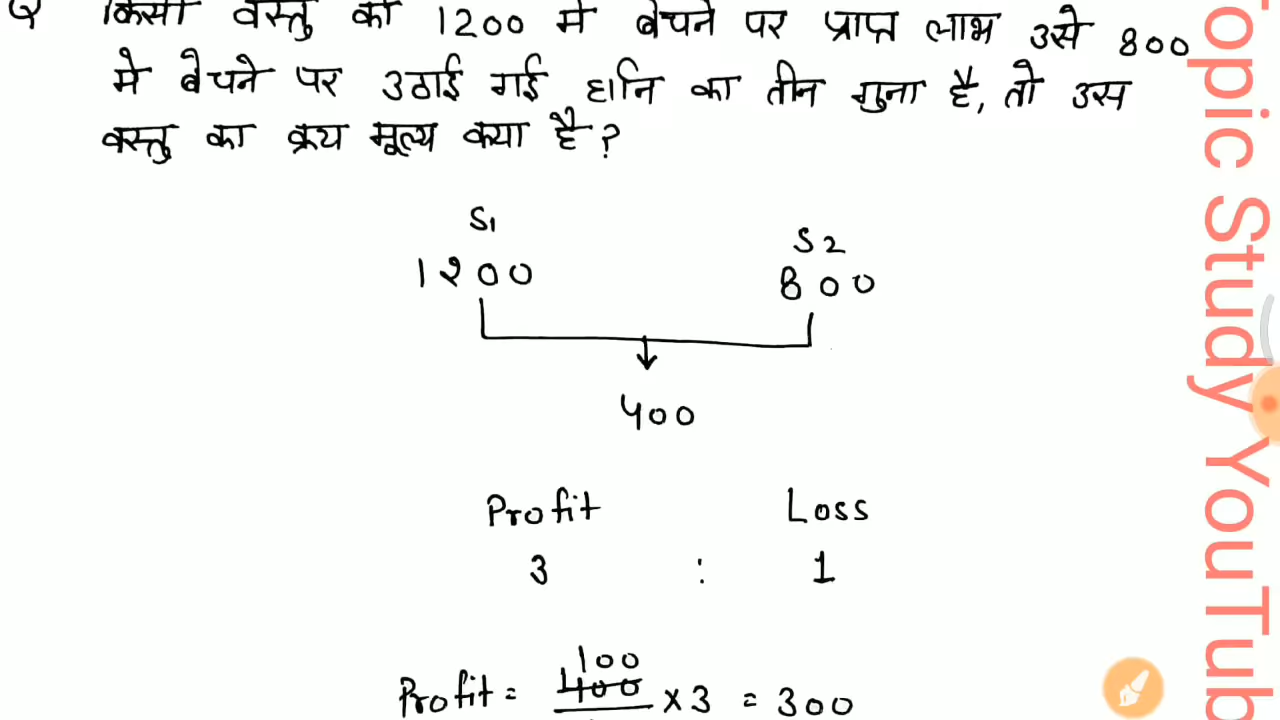 Q किसी वस्तु को 1200 में बेचने पर प्राप्त लाभ उसे 800
मे बेचने पर उठाई गई हानि का तीन गुना है, तो उस
वस्तु का क्रय मूल्य क्या है?
S1
S2
1200
800
400
Profit Loss
3 : 1
100
Profit = 400 × 3 = 300
opic Study YouTub